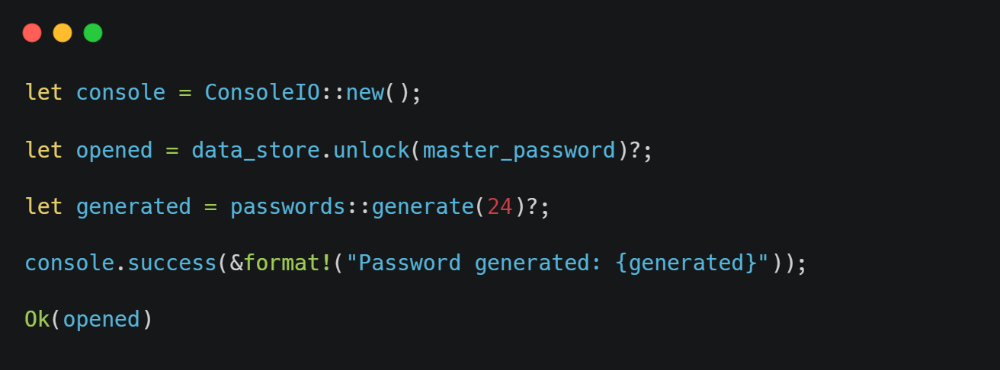 let console = ConsoleIO::new();
let opened = data_store.unlock(master_password)?;
let generated = passwords::generate(24)?;
console.success(&format!("Password generated: {generated}"));
Ok(opened)